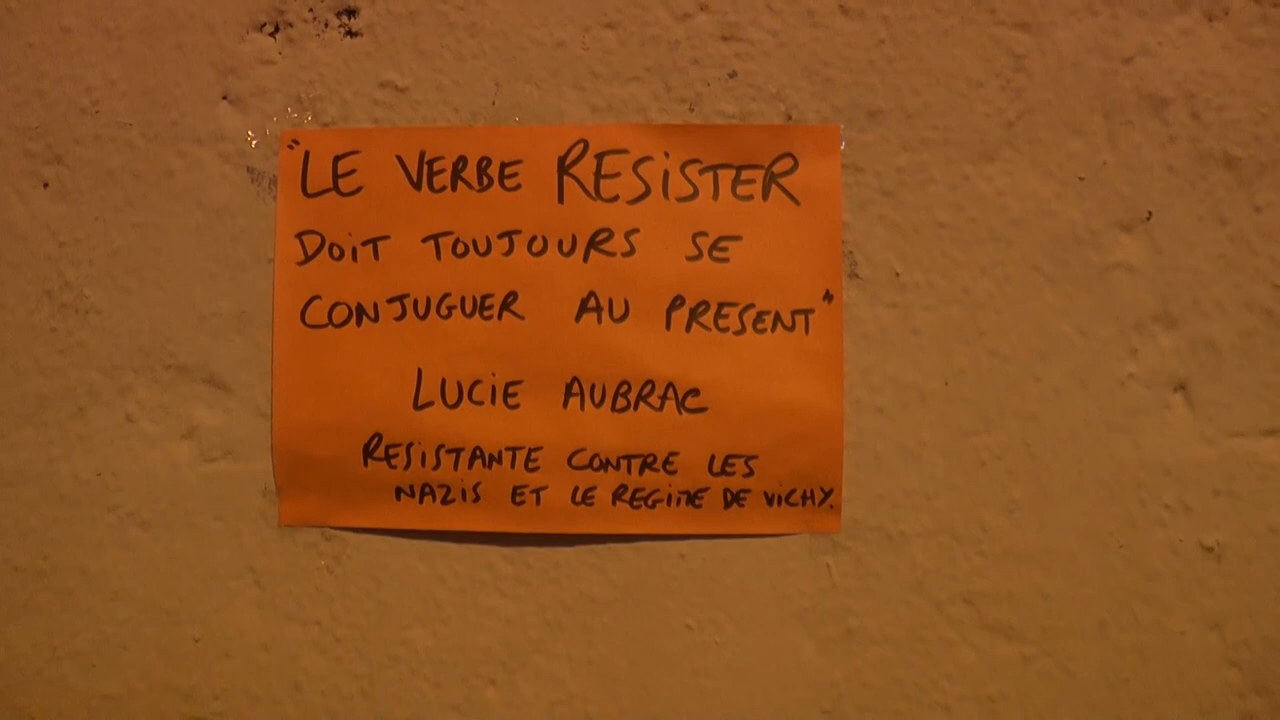 "LE VERBE RESiSTER
DOiT TOUJOURS SE
CONJUGUER AU PRESENT"
LUCiE AUBRAC
RESiSTANTE CONTRE LES
NAZiS ET LE REGiME DE ViCHY.